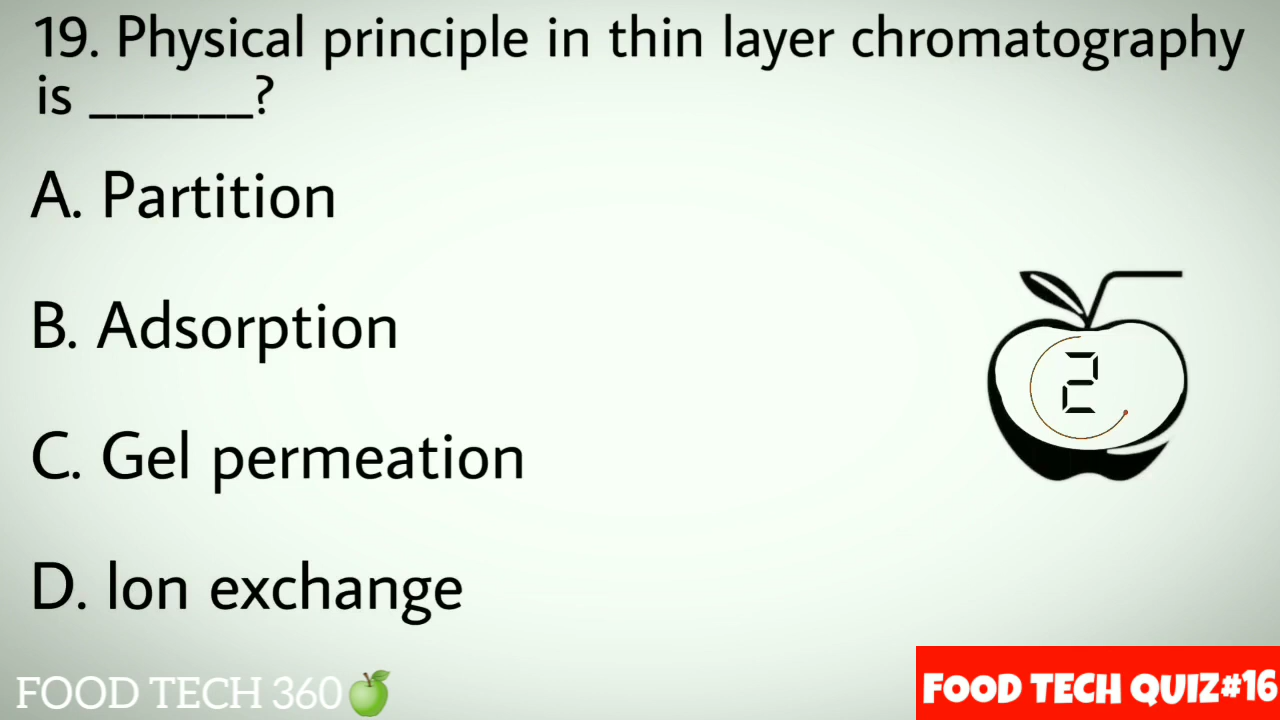 19. Physical principle in thin layer chromatography
is ______?
A. Partition
B. Adsorption
2
C. Gel permeation
D. Ion exchange
FOOD TECH 360
FOOD TECH QUIZ#16